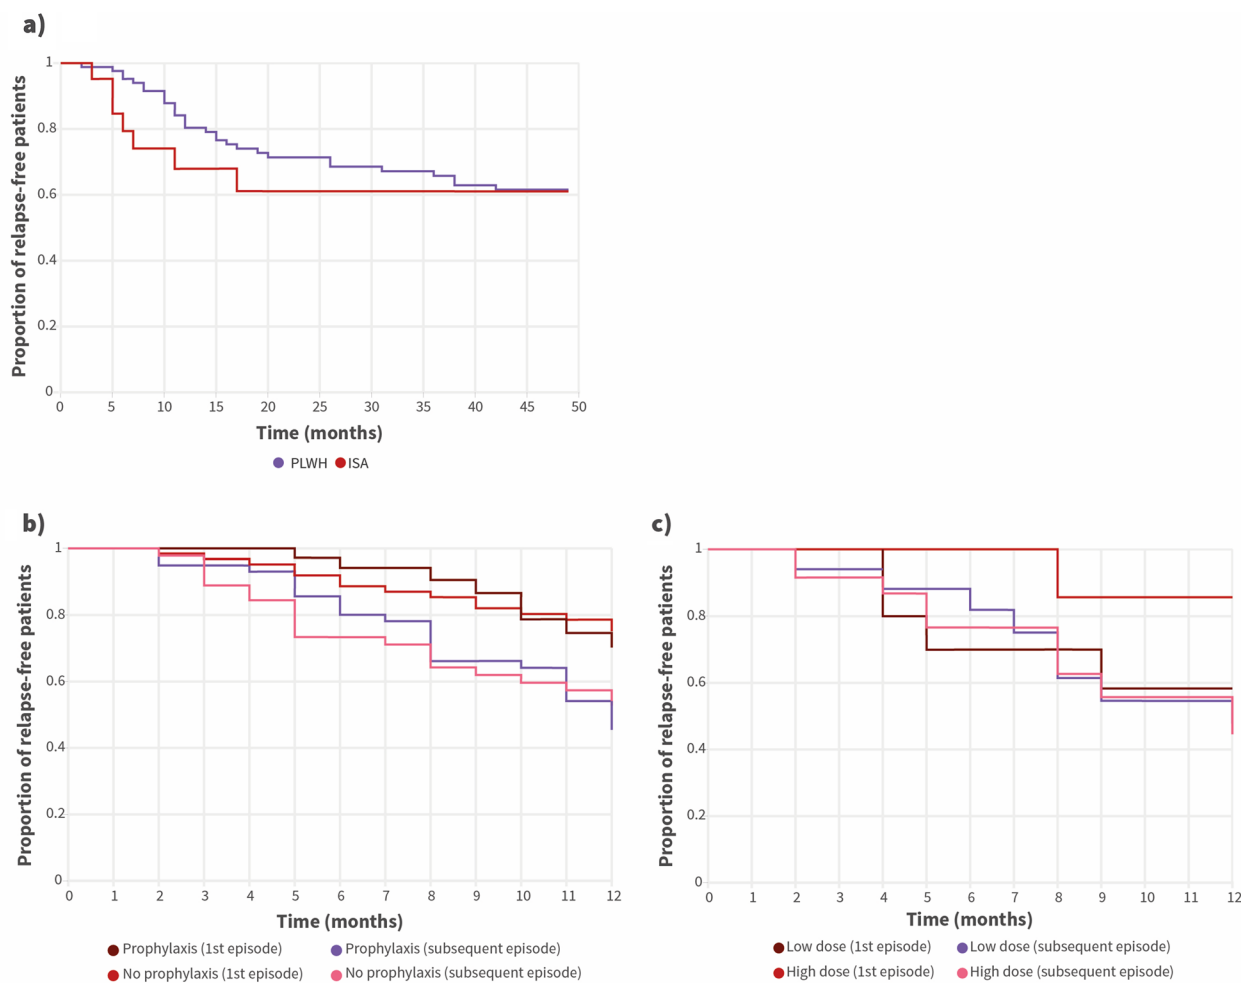 a)
Proportion of relapse-free patients
1
0.8
0.6
0.4
0.2
0
0 5 10 15 20 25 30 35 40 45 50
Time (months)
PLWH ISA
b)
Proportion of relapse-free patients
1
0.8
0.6
0.4
0.2
0
0 1 2 3 4 5 6 7 8 9 10 11 12
Time (months)
Prophylaxis (1st episode) Prophylaxis (subsequent episode)
No prophylaxis (1st episode) No prophylaxis (subsequent episode)
c)
Proportion of relapse-free patients
1
0.8
0.6
0.4
0.2
0
0 1 2 3 4 5 6 7 8 9 10 11 12
Time (months)
Low dose (1st episode) Low dose (subsequent episode)
High dose (1st episode) High dose (subsequent episode)